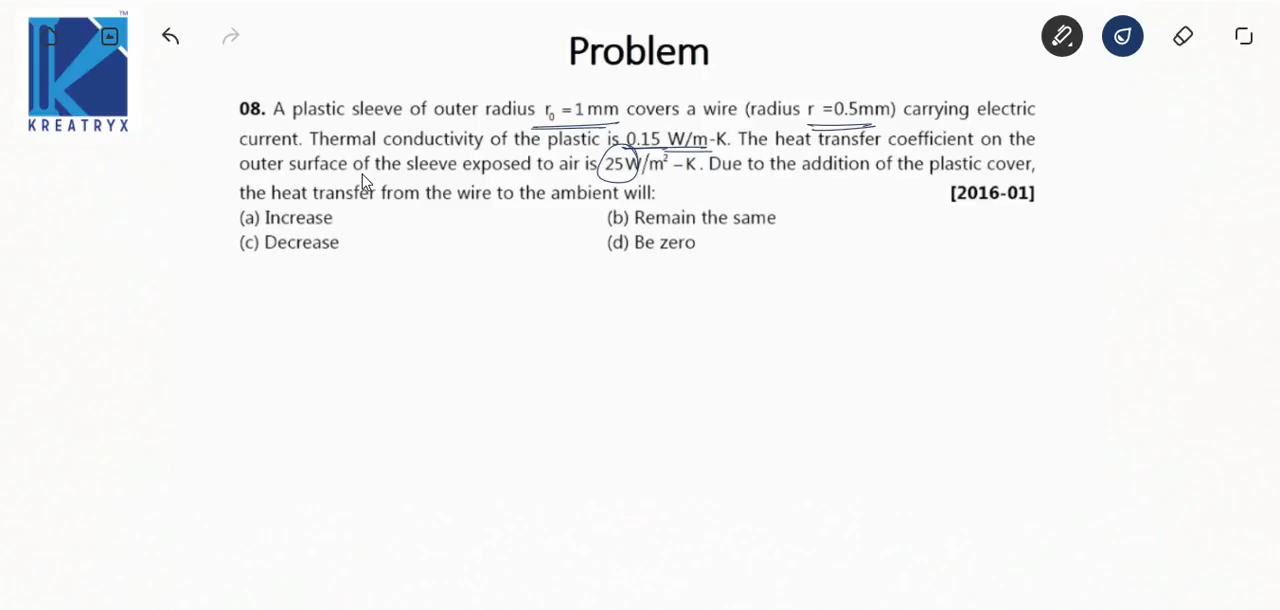 TM
KREATRYX
Problem
08. A plastic sleeve of outer radius r₀ =1mm covers a wire (radius r =0.5mm) carrying electric
current. Thermal conductivity of the plastic is 0.15 W/m-K. The heat transfer coefficient on the
outer surface of the sleeve exposed to air is 25W/m² –K. Due to the addition of the plastic cover,
the heat transfer from the wire to the ambient will: [2016-01]
(a) Increase (b) Remain the same
(c) Decrease (d) Be zero